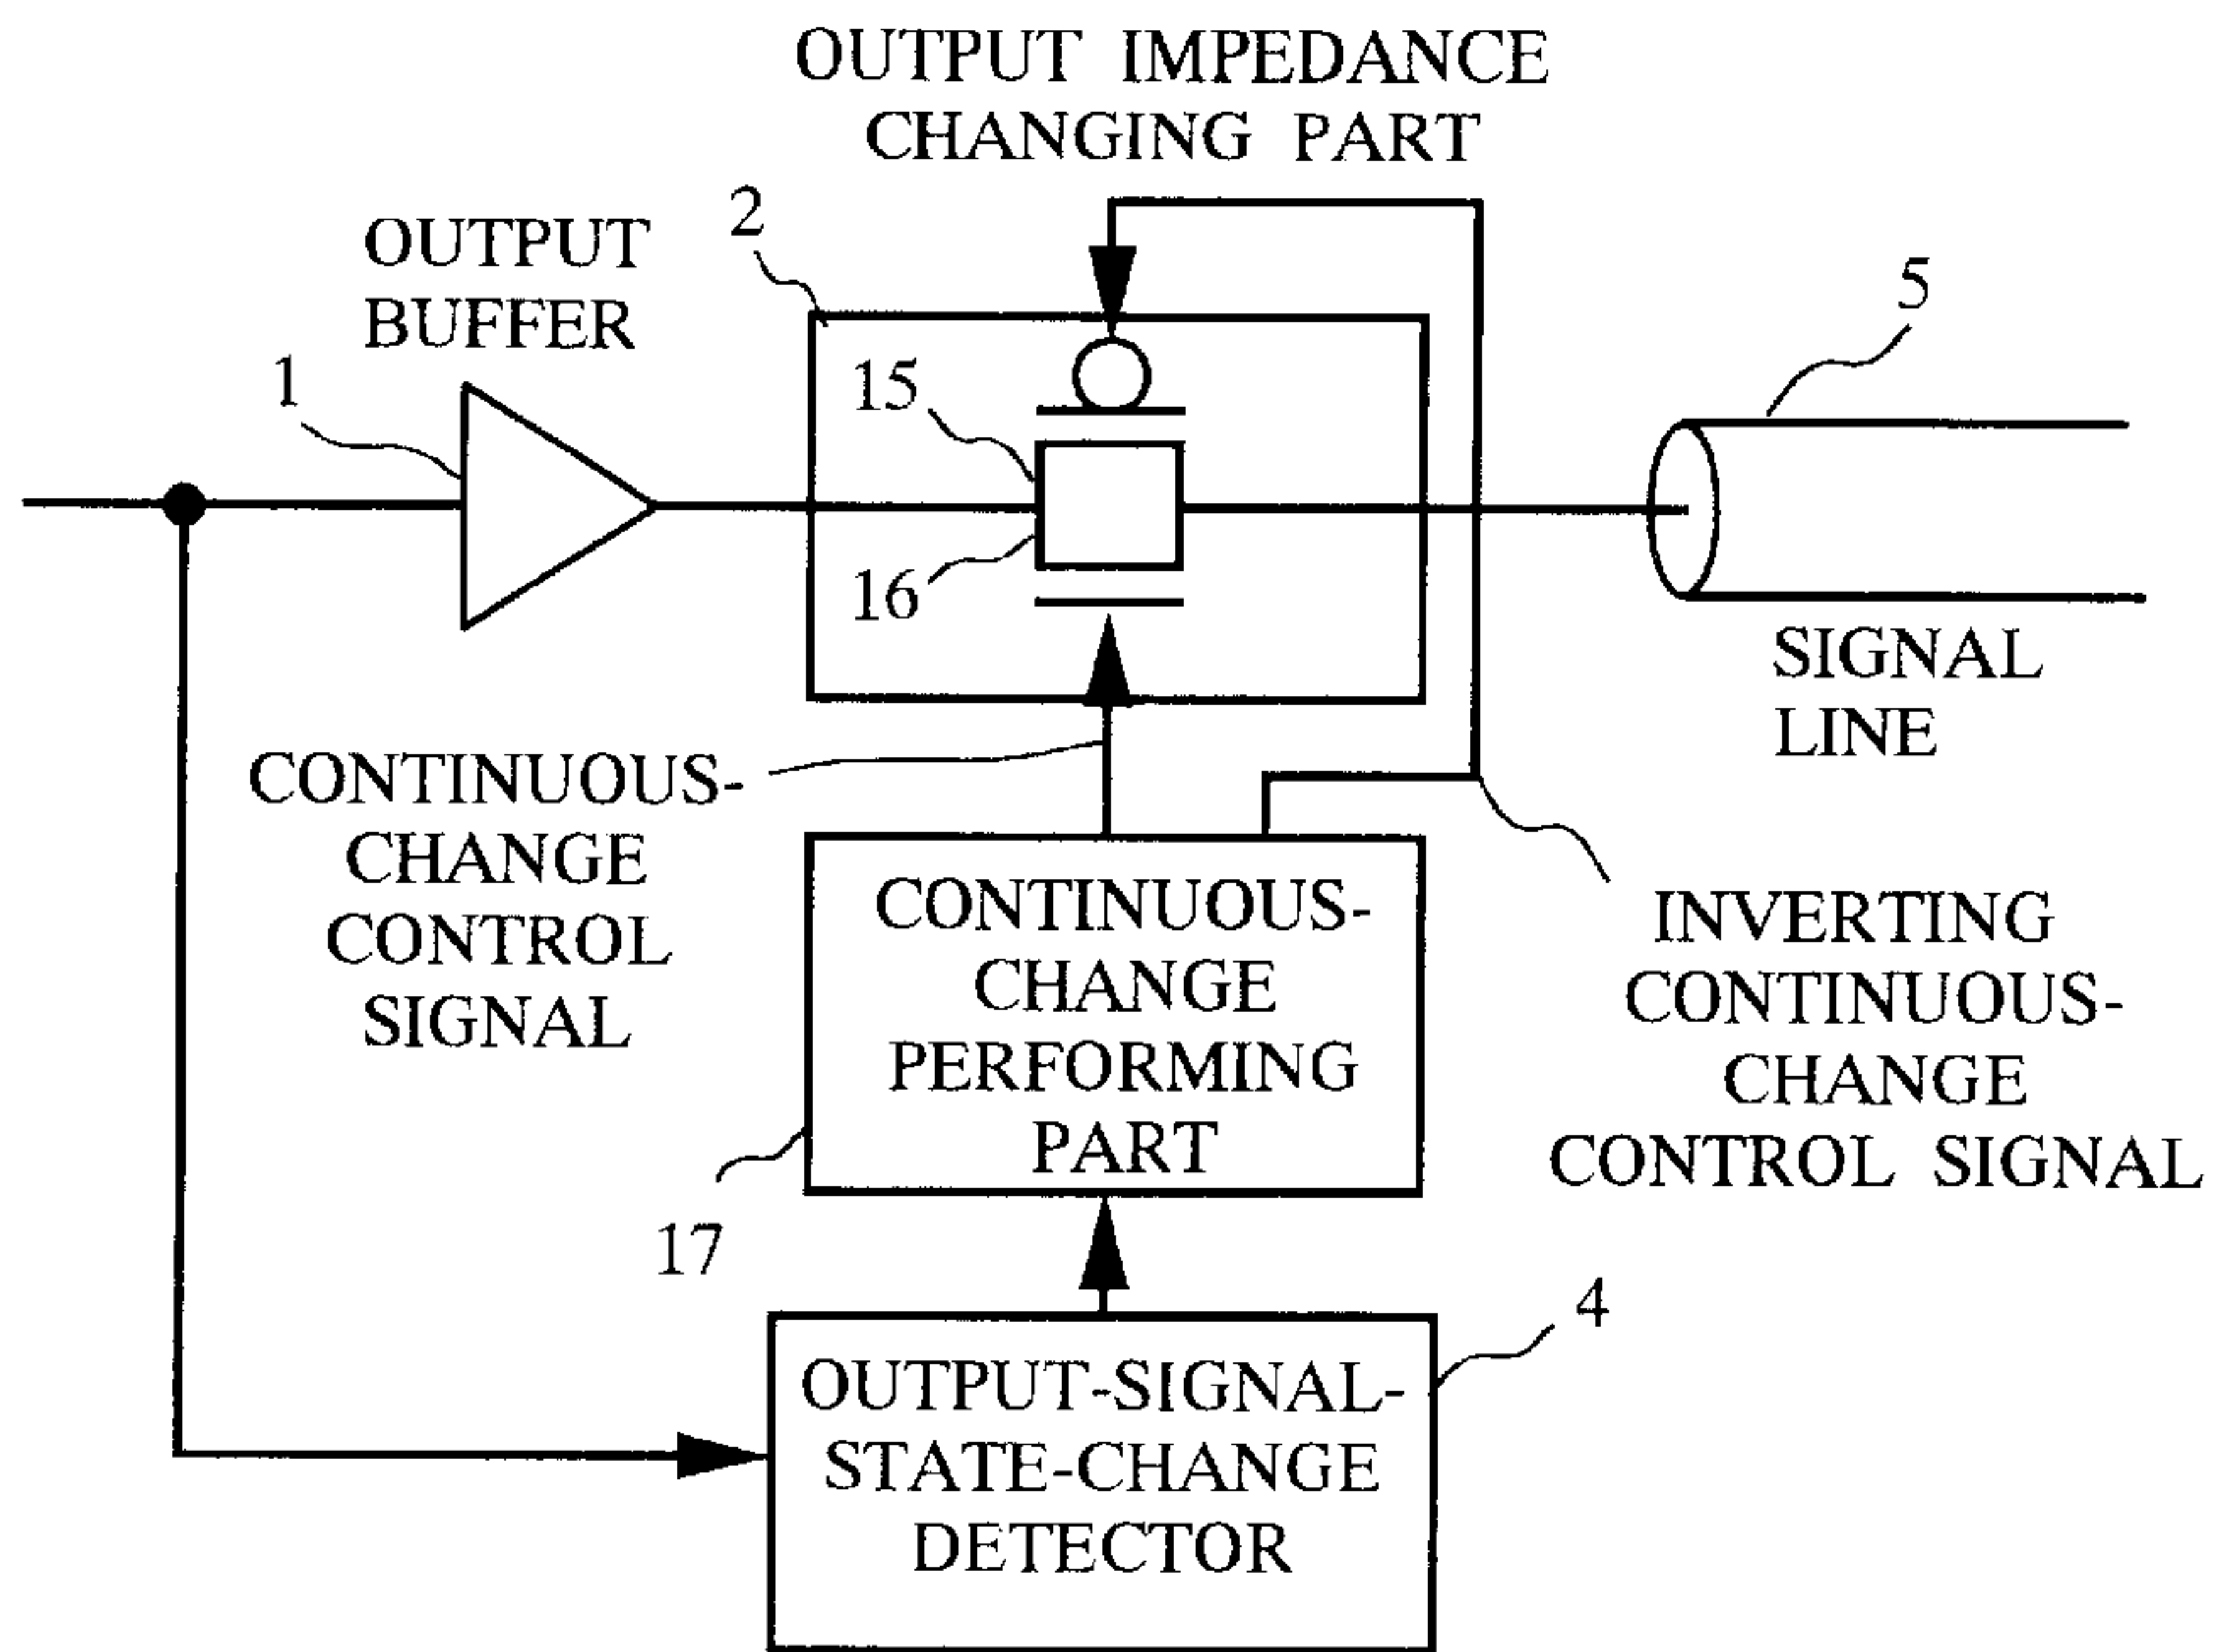 OUTPUT IMPEDANCE
CHANGING PART
2
OUTPUT
BUFFER
1
15
16
5
SIGNAL
LINE
CONTINUOUS-
CHANGE
CONTROL
SIGNAL
CONTINUOUS-
CHANGE
PERFORMING
PART
17
INVERTING
CONTINUOUS-
CHANGE
CONTROL SIGNAL
4
OUTPUT-SIGNAL-
STATE-CHANGE
DETECTOR